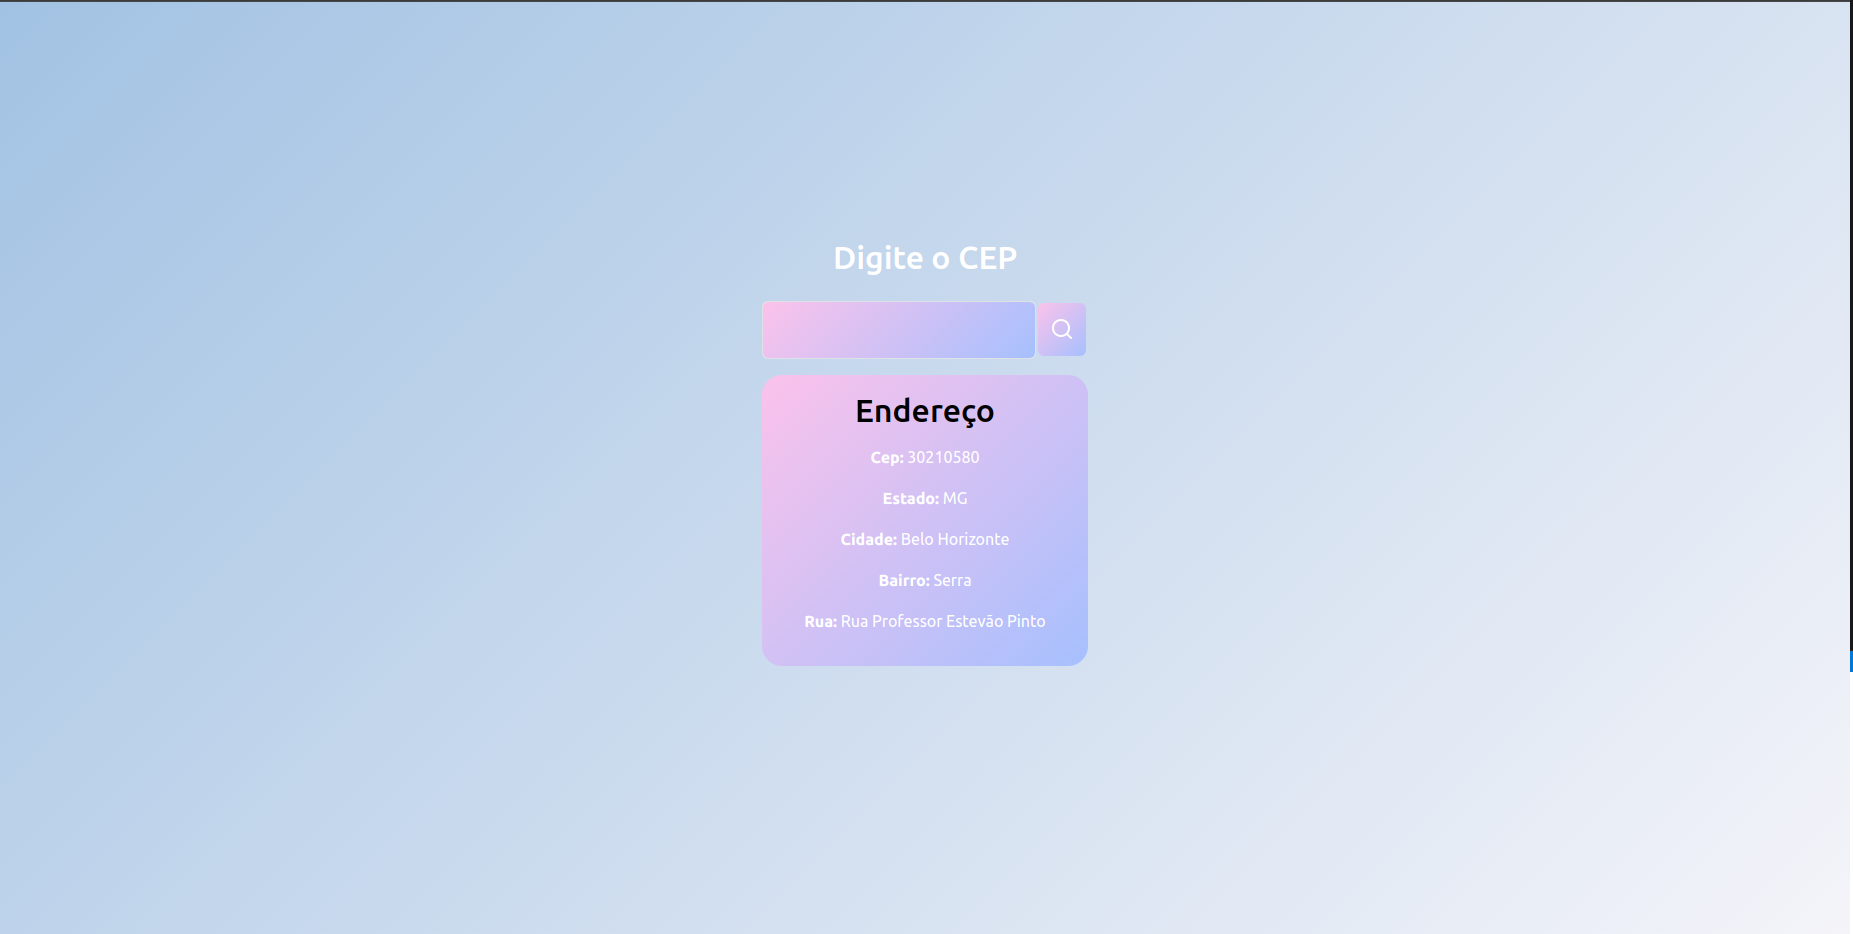 Digite o CEP
Endereço
Cep: 30210580
Estado: MG
Cidade: Belo Horizonte
Bairro: Serra
Rua: Rua Professor Estevão Pinto